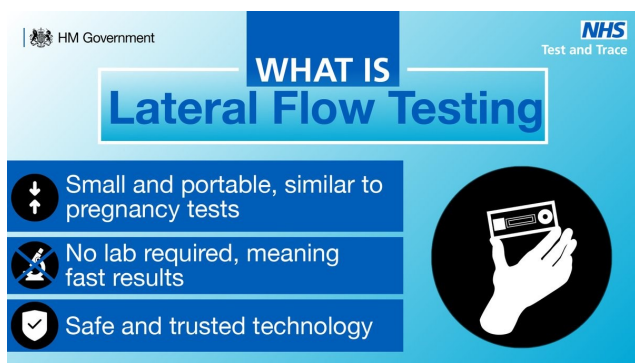 HM Government
NHS
Test and Trace
WHAT IS
Lateral Flow Testing
Small and portable, similar to
pregnancy tests
No lab required, meaning
fast results
Safe and trusted technology